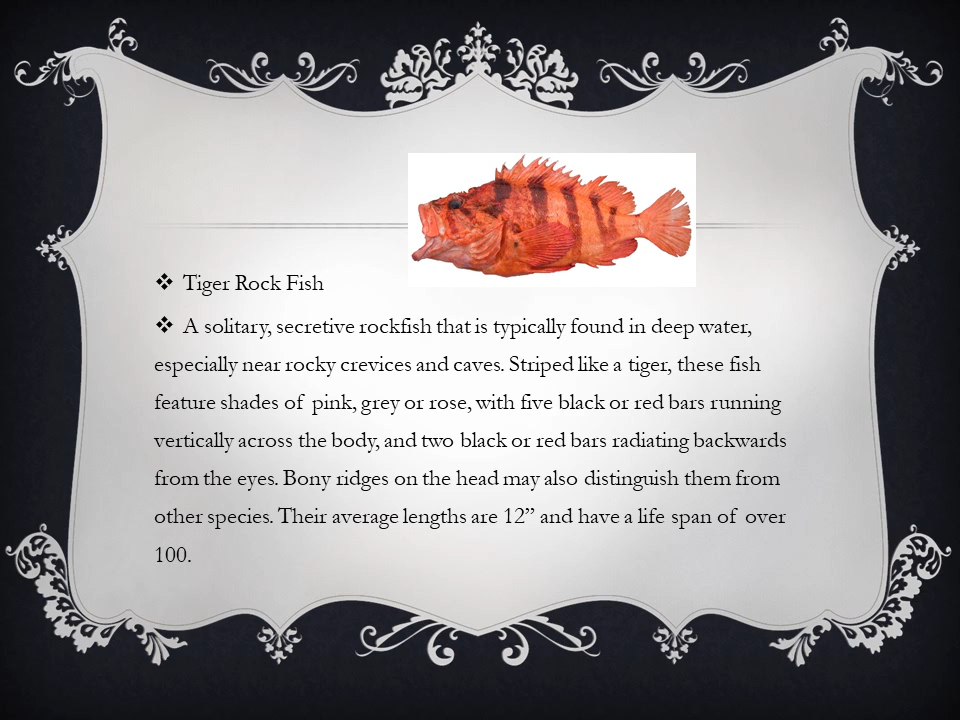 ❖ Tiger Rock Fish
❖ A solitary, secretive rockfish that is typically found in deep water,
especially near rocky crevices and caves. Striped like a tiger, these fish
feature shades of pink, grey or rose, with five black or red bars running
vertically across the body, and two black or red bars radiating backwards
from the eyes. Bony ridges on the head may also distinguish them from
other species. Their average lengths are 12” and have a life span of over
100.